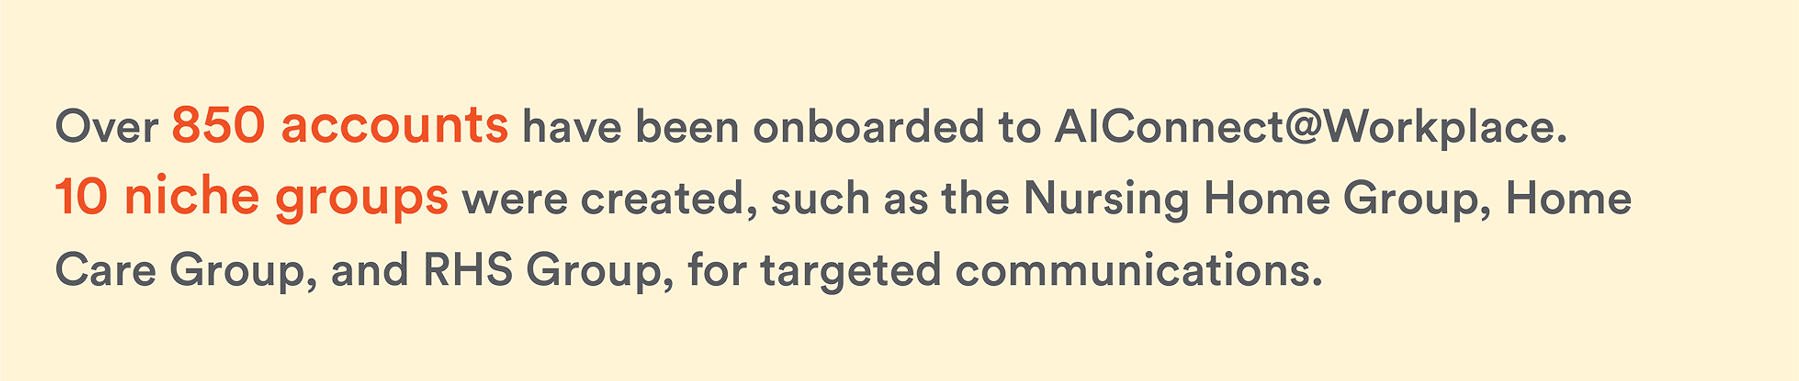 Over 850 accounts have been onboarded to AIConnect@Workplace.
10 niche groups were created, such as the Nursing Home Group, Home
Care Group, and RHS Group, for targeted communications.